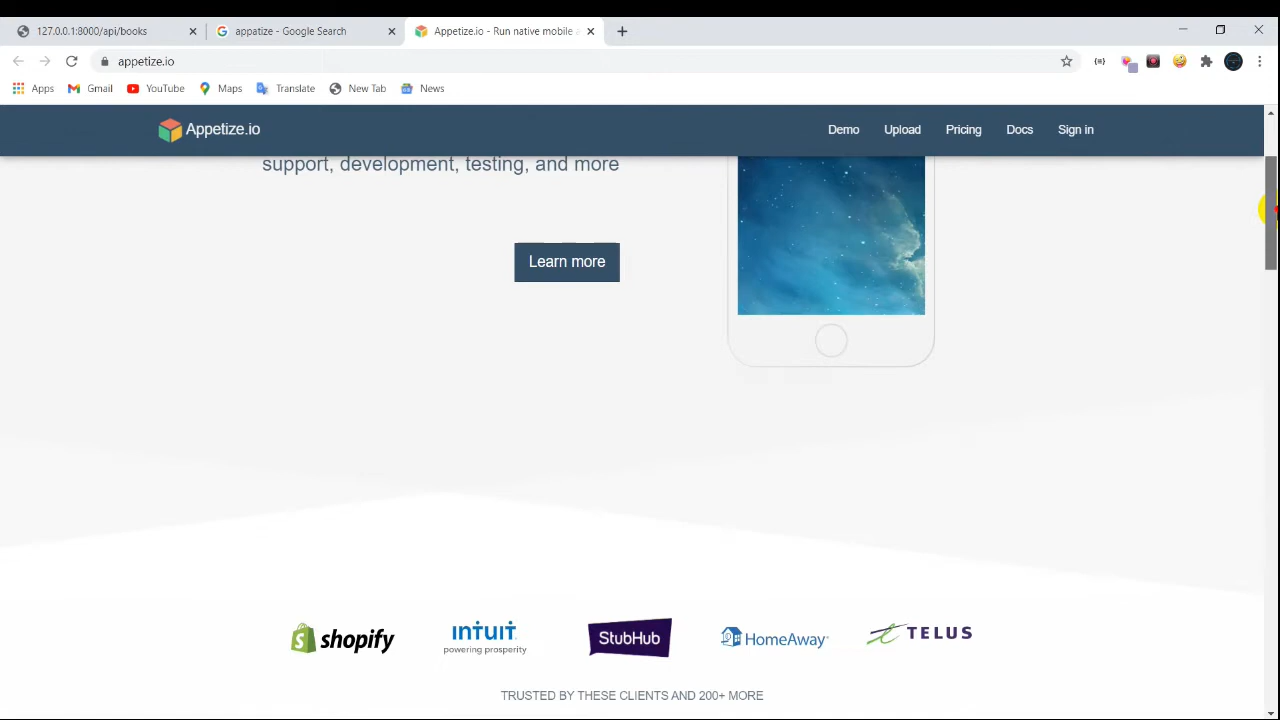 127.0.0.1:8000/api/books
appatize - Google Search
Appetize.io - Run native mobile
appetize.io
Apps
Gmail
YouTube
Maps
Translate
New Tab
News
Appetize.io
Demo
Upload
Pricing
Docs
Sign in
support, development, testing, and more
Learn more
shopify
intuit
powering prosperity
StubHub
HomeAway
TELUS
TRUSTED BY THESE CLIENTS AND 200+ MORE